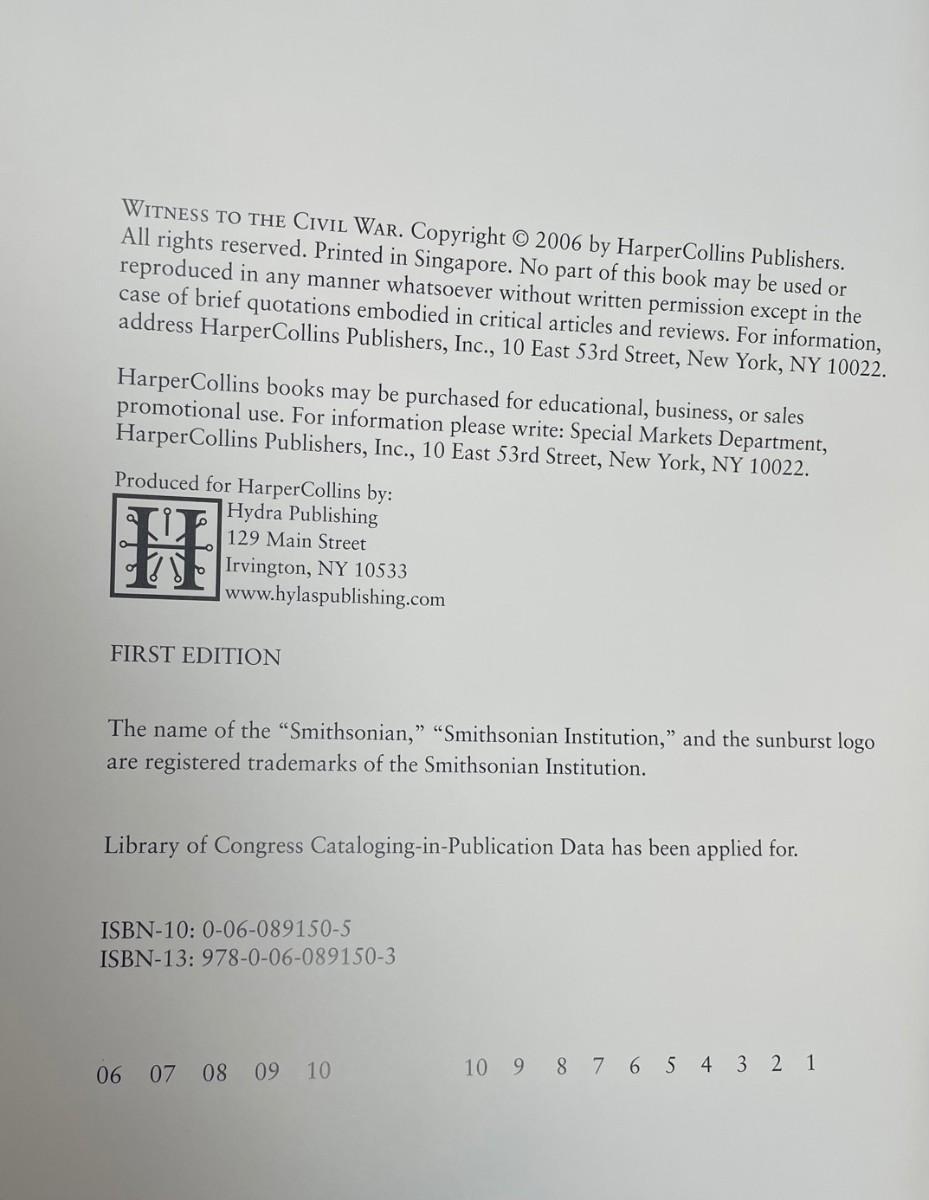 WITNESS TO THE CIVIL WAR. Copyright © 2006 by HarperCollins Publishers.
All rights reserved. Printed in Singapore. No part of this book may be used or
reproduced in any manner whatsoever without written permission except in the
case of brief quotations embodied in critical articles and reviews. For information,
address HarperCollins Publishers, Inc., 10 East 53rd Street, New York, NY 10022.
HarperCollins books may be purchased for educational, business, or sales
promotional use. For information please write: Special Markets Department,
HarperCollins Publishers, Inc., 10 East 53rd Street, New York, NY 10022.
Produced for HarperCollins by:
H
Hydra Publishing
129 Main Street
Irvington, NY 10533
www.hylaspublishing.com
FIRST EDITION
The name of the “Smithsonian,” “Smithsonian Institution,” and the sunburst logo
are registered trademarks of the Smithsonian Institution.
Library of Congress Cataloging-in-Publication Data has been applied for.
ISBN-10: 0-06-089150-5
ISBN-13: 978-0-06-089150-3
06 07 08 09 10 10 9 8 7 6 5 4 3 2 1